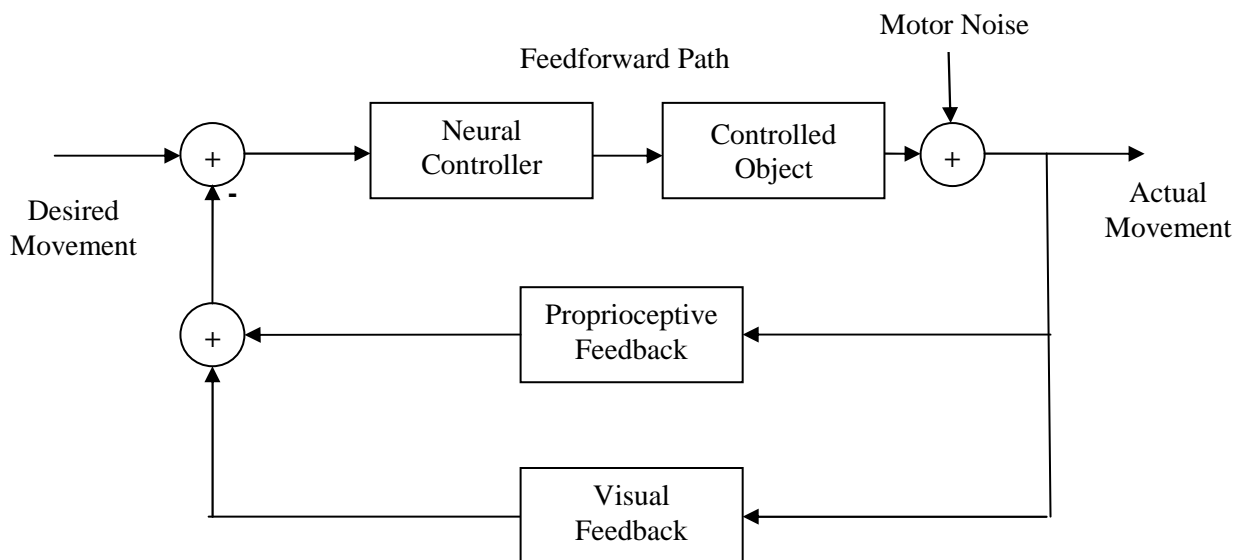 Motor Noise
Feedforward Path
Neural
Controller
Controlled
Object
+
+
-
Desired
Movement
Actual
Movement
Proprioceptive
Feedback
+
Visual
Feedback